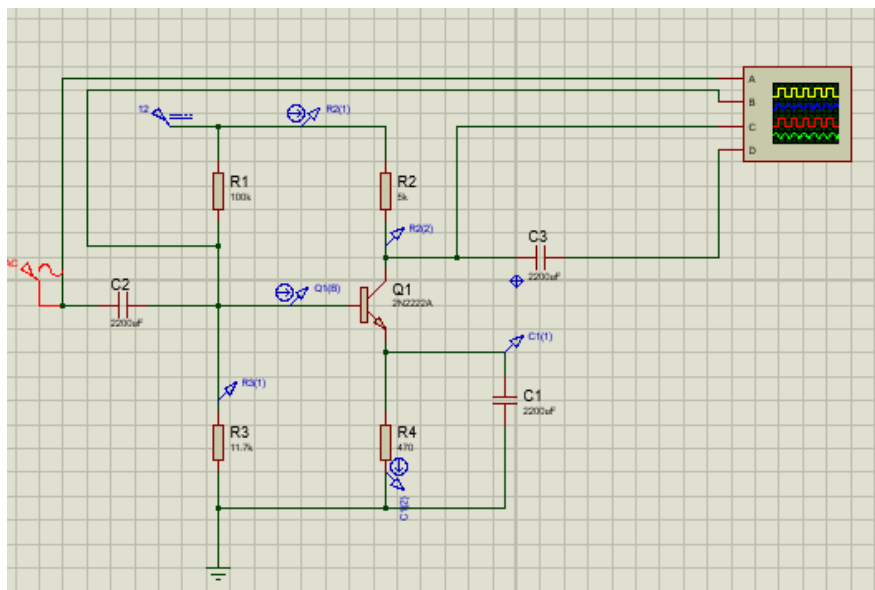 A
B
C
D
12
R2(1)
R1
100k
R2
5k
R2(2)
C3
2200uF
C2
2200uF
Q1(B)
Q1
2N2222A
C1(1)
R3(1)
C1
2200uF
R3
11.7k
R4
470
C1(2)